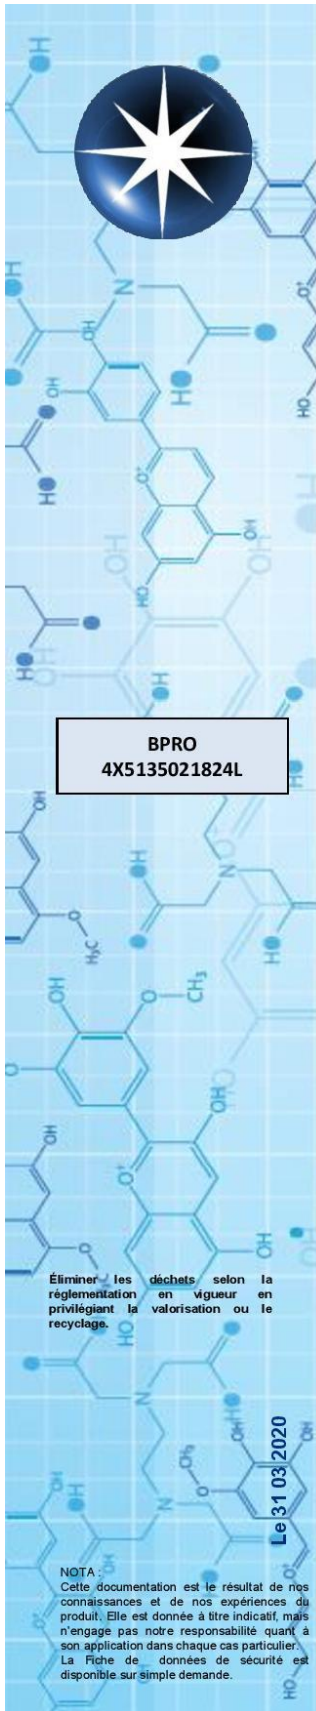 BPRO
4X5135021824L
Éliminer les déchets selon la
réglementation en vigueur en
privilégiant la valorisation ou le
recyclage.
Le 31 03 2020
NOTA :
Cette documentation est le résultat de nos
connaissances et de nos expériences du
produit. Elle est donnée à titre indicatif, mais
n'engage pas notre responsabilité quant à
son application dans chaque cas particulier.
La Fiche de données de sécurité est
disponible sur simple demande.